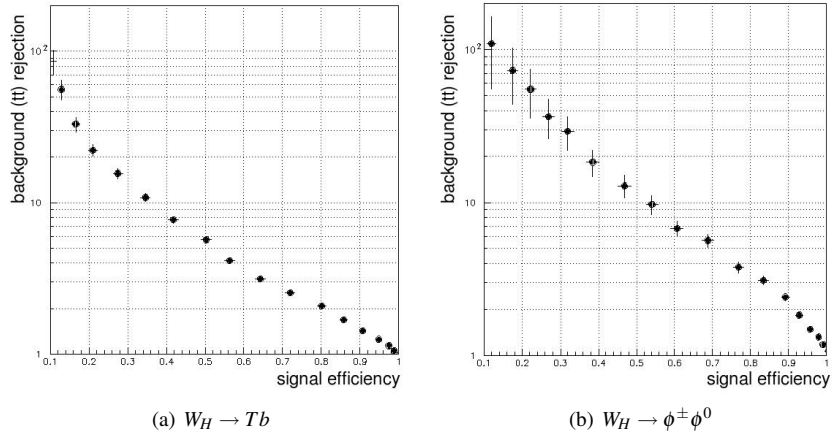 background (tt) rejection
10²
10
1
0.1 0.2 0.3 0.4 0.5 0.6 0.7 0.8 0.9 1
signal efficiency
(a) W_H → Tb
background (tt) rejection
10²
10
1
0.1 0.2 0.3 0.4 0.5 0.6 0.7 0.8 0.9 1
signal efficiency
(b) W_H → ϕ^± ϕ^0